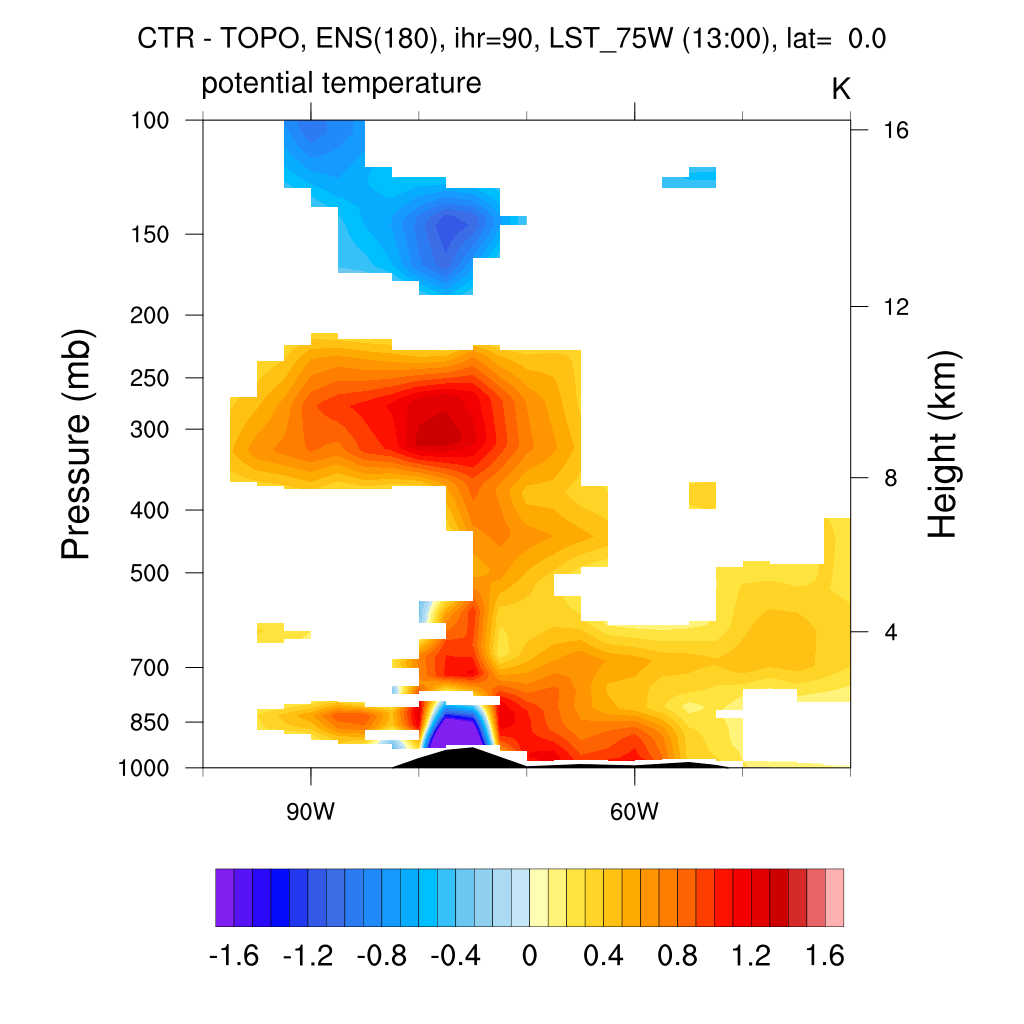 CTR - TOPO, ENS(180), ihr=90, LST_75W (13:00), lat=  0.0
potential temperature K
100
150
200
250
300
400
500
700
850
1000
Pressure (mb)
16
12
8
4
Height (km)
90W 60W
-1.6 -1.2 -0.8 -0.4 0 0.4 0.8 1.2 1.6